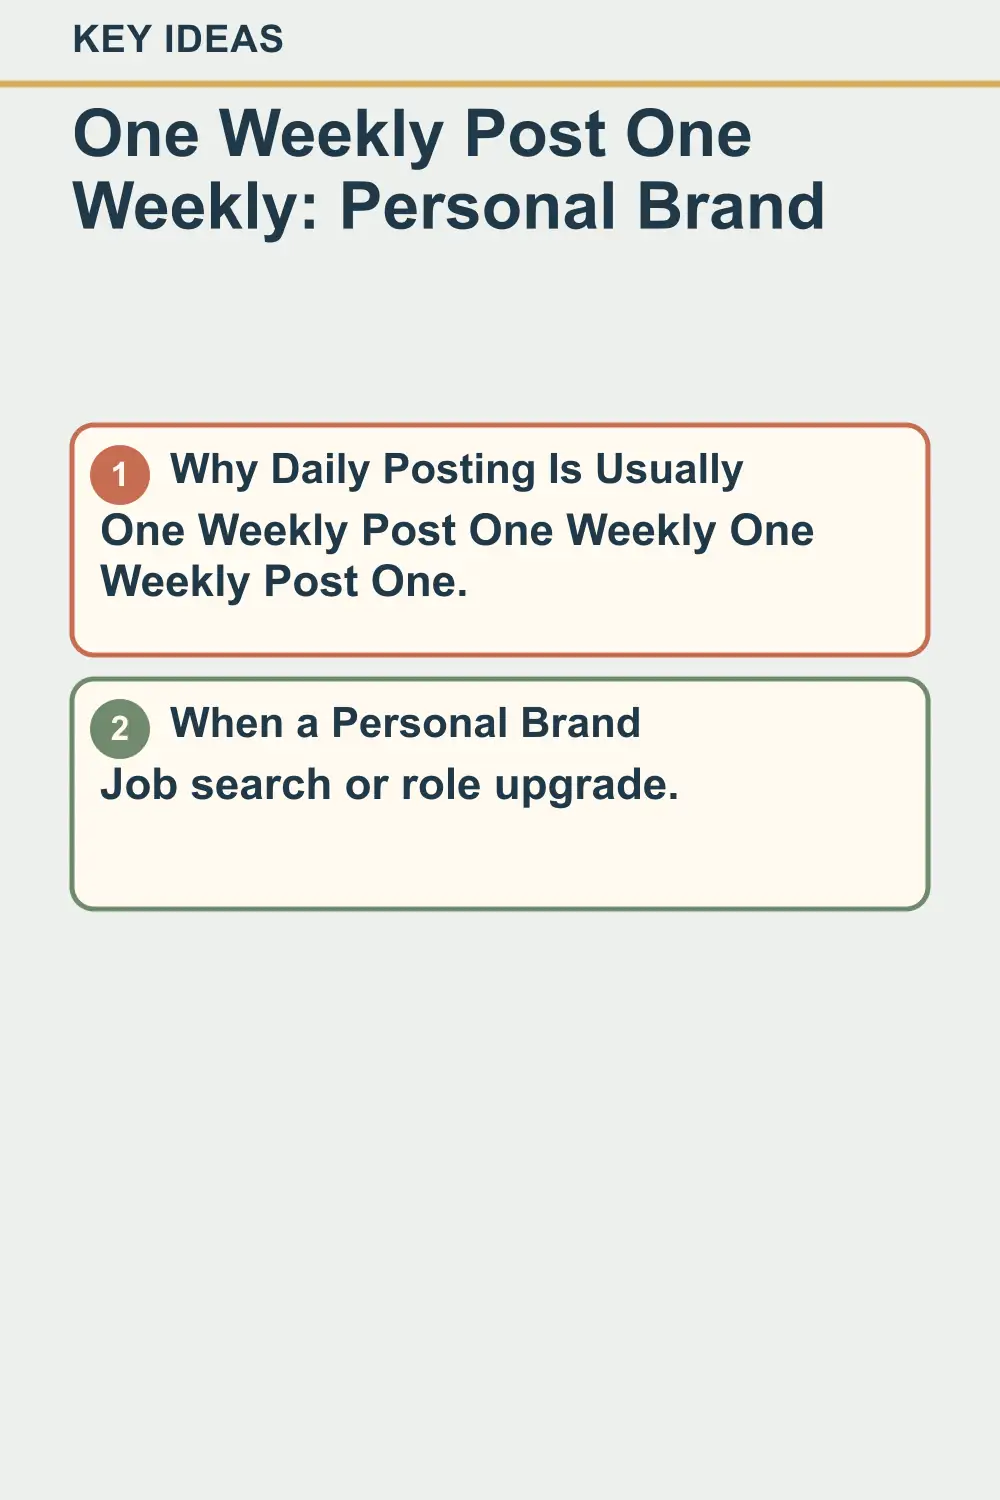 KEY IDEAS
One Weekly Post One
Weekly: Personal Brand
1
Why Daily Posting Is Usually
One Weekly Post One Weekly One
Weekly Post One.
2
When a Personal Brand
Job search or role upgrade.